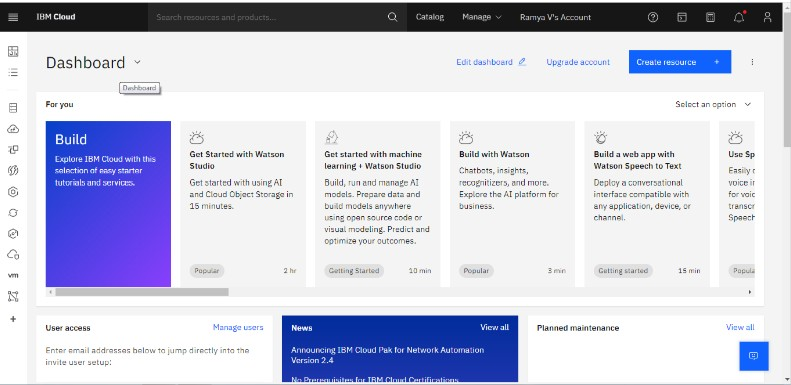 IBM Cloud
Search resources and products...
Catalog
Manage
Ramya V's Account
Dashboard
Edit dashboard
Upgrade account
Create resource +
Dashboard
For you
Select an option
Build
Explore IBM Cloud with this
selection of easy starter
tutorials and services.
Get Started with Watson
Studio
Get started with using AI
and Cloud Object Storage in
15 minutes.
Popular
2 hr
Get started with machine
learning + Watson Studio
Build, run and manage AI
models. Prepare data and
build models anywhere
using open source code or
visual modeling. Predict and
optimize your outcomes.
Getting Started
10 min
Build with Watson
Chatbots, insights,
recognizers, and more.
Explore the AI platform for
business.
Popular
3 min
Build a web app with
Watson Speech to Text
Deploy a conversational
interface compatible with
any application, device, or
channel.
Getting started
15 min
Use Sp
Easily c
voice in
for voic
transcr
Speech
Popula
vm
User access
Manage users
Enter email addresses below to jump directly into the
invite user setup:
News
View all
Announcing IBM Cloud Pak for Network Automation
Version 2.4
No Prerequisites for IBM Cloud Certifications
Planned maintenance
View all